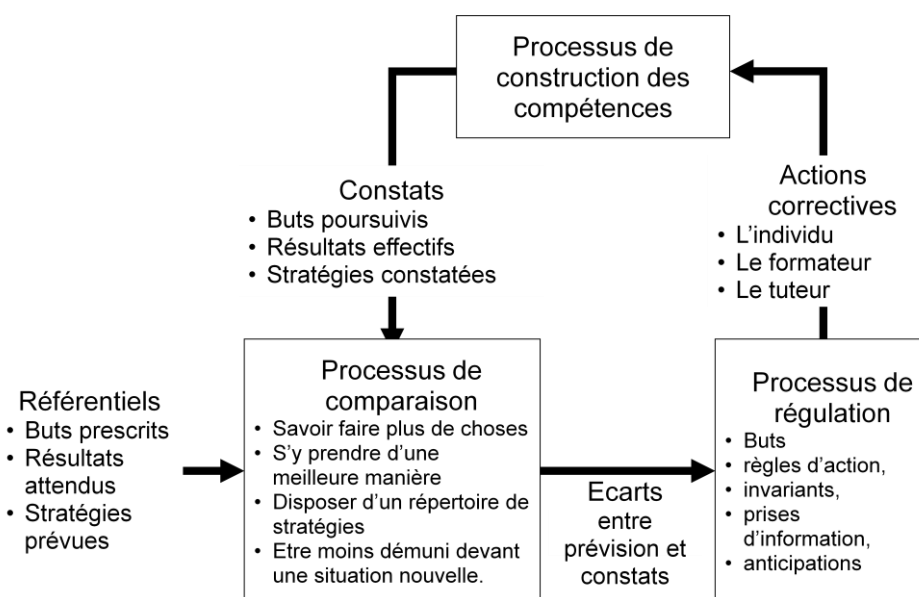 Processus de
construction des
compétences
Constats
• Buts poursuivis
• Résultats effectifs
• Stratégies constatées
Actions
correctives
• L'individu
• Le formateur
• Le tuteur
Référentiels
• Buts prescrits
• Résultats
attendus
• Stratégies
prévues
Processus de
comparaison
• Savoir faire plus de choses
• S'y prendre d'une
meilleure manière
• Disposer d'un répertoire de
stratégies
• Etre moins démuni devant
une situation nouvelle.
Ecarts
entre
prévision et
constats
Processus de
régulation
• Buts
• règles d'action,
• invariants,
• prises
d'information,
• anticipations